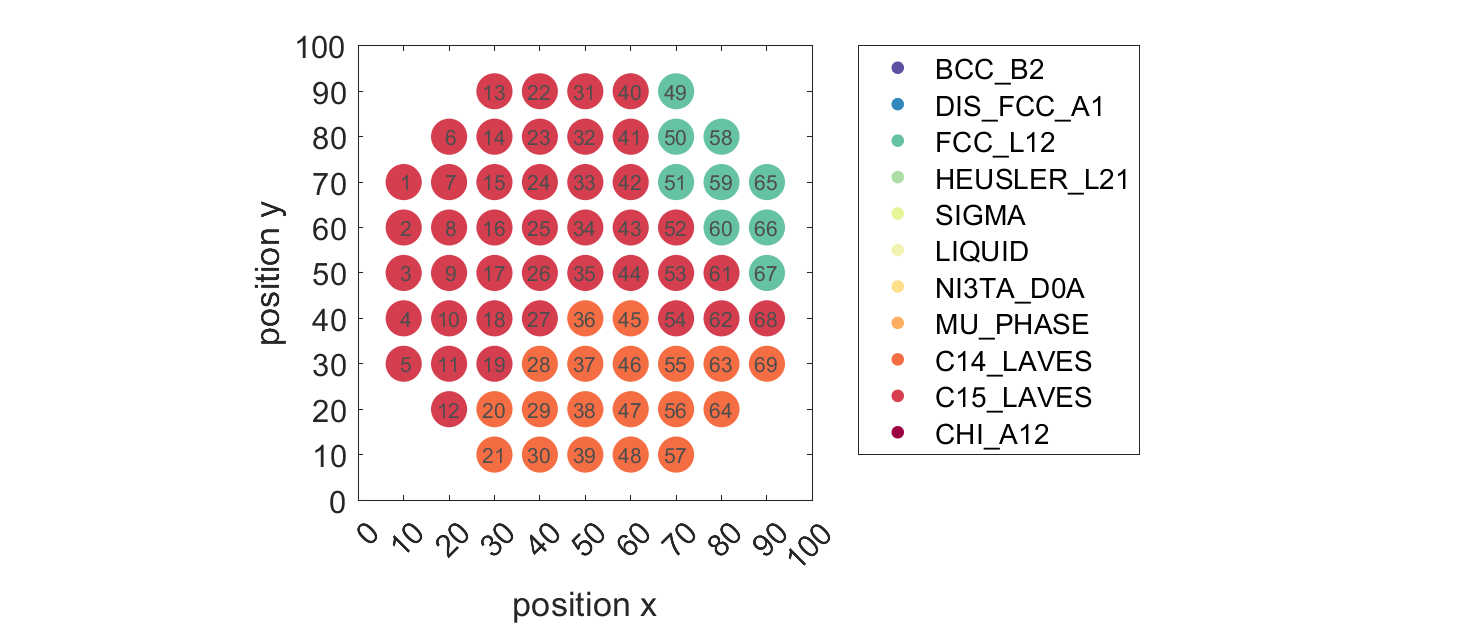 100
90 13 22 31 40 49
80 6 14 23 32 41 50 58
70 1 7 15 24 33 42 51 59 65
60 2 8 16 25 34 43 52 60 66
50 3 9 17 26 35 44 53 61 67
40 4 10 18 27 36 45 54 62 68
30 5 11 19 28 37 46 55 63 69
20 12 20 29 38 47 56 64
10 21 30 39 48 57
0
position y
0 10 20 30 40 50 60 70 80 90 100
position x
BCC_B2
DIS_FCC_A1
FCC_L12
HEUSLER_L21
SIGMA
LIQUID
NI3TA_D0A
MU_PHASE
C14_LAVES
C15_LAVES
CHI_A12